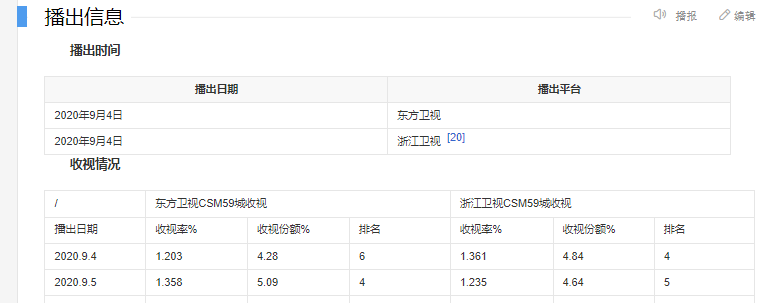 播出信息 播报 编辑
播出时间
播出日期 播出平台
2020年9月4日 东方卫视
2020年9月4日 浙江卫视 [20]
收视情况
/ 东方卫视CSM59城收视 浙江卫视CSM59城收视
播出日期 收视率% 收视份额% 排名 收视率% 收视份额% 排名
2020.9.4 1.203 4.28 6 1.361 4.84 4
2020.9.5 1.358 5.09 4 1.235 4.64 5